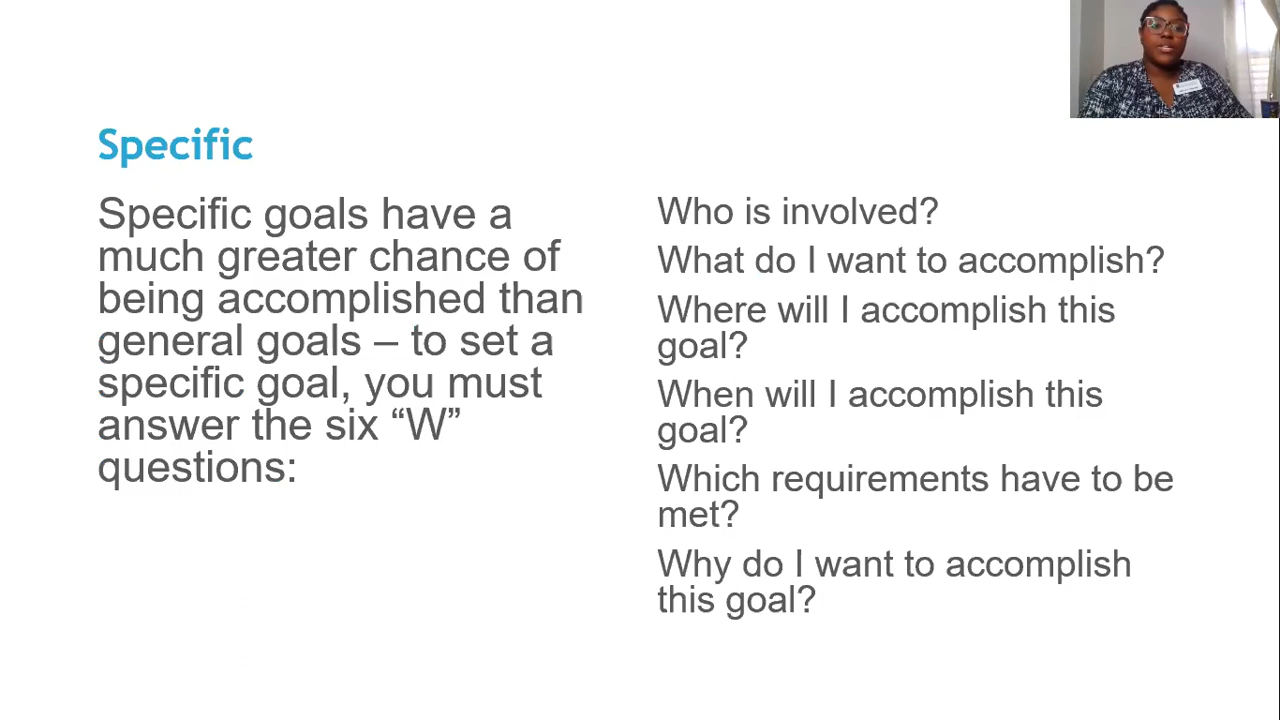 Specific
Specific goals have a
much greater chance of
being accomplished than
general goals – to set a
specific goal, you must
answer the six “W”
questions:
Who is involved?
What do I want to accomplish?
Where will I accomplish this
goal?
When will I accomplish this
goal?
Which requirements have to be
met?
Why do I want to accomplish
this goal?